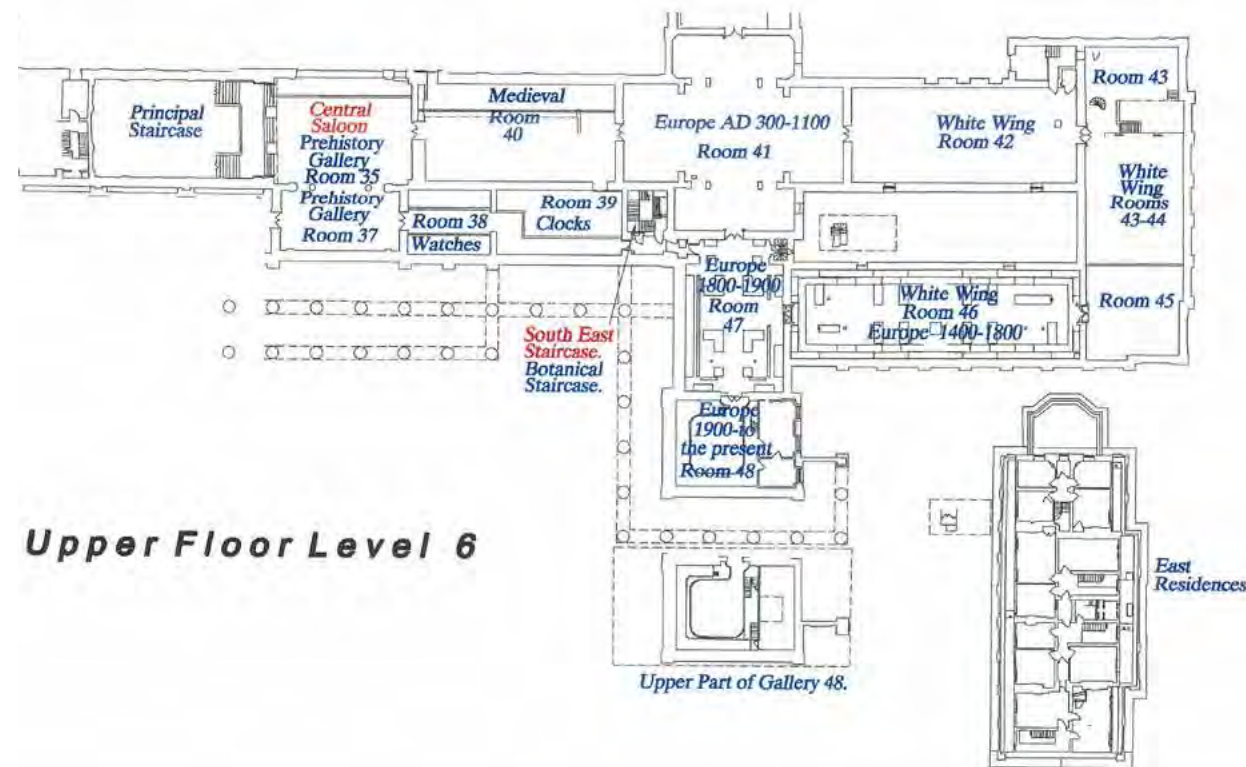 Principal
Staircase
Central
Saloon
Prehistory
Gallery
Room 35
Prehistory
Gallery
Room 37
Medieval
Room
40
Room 38
Watches
Room 39
Clocks
Europe AD 300-1100
Room 41
White Wing
Room 42
Room 43
White
Wing
Rooms
43-44
Room 45
Europe
1800-1900
Room
47
White Wing
Room 46
Europe 1400-1800
South East
Staircase.
Botanical
Staircase.
Europe
1900-to
the present
Room 48
Upper Floor Level 6
Upper Part of Gallery 48.
East
Residences